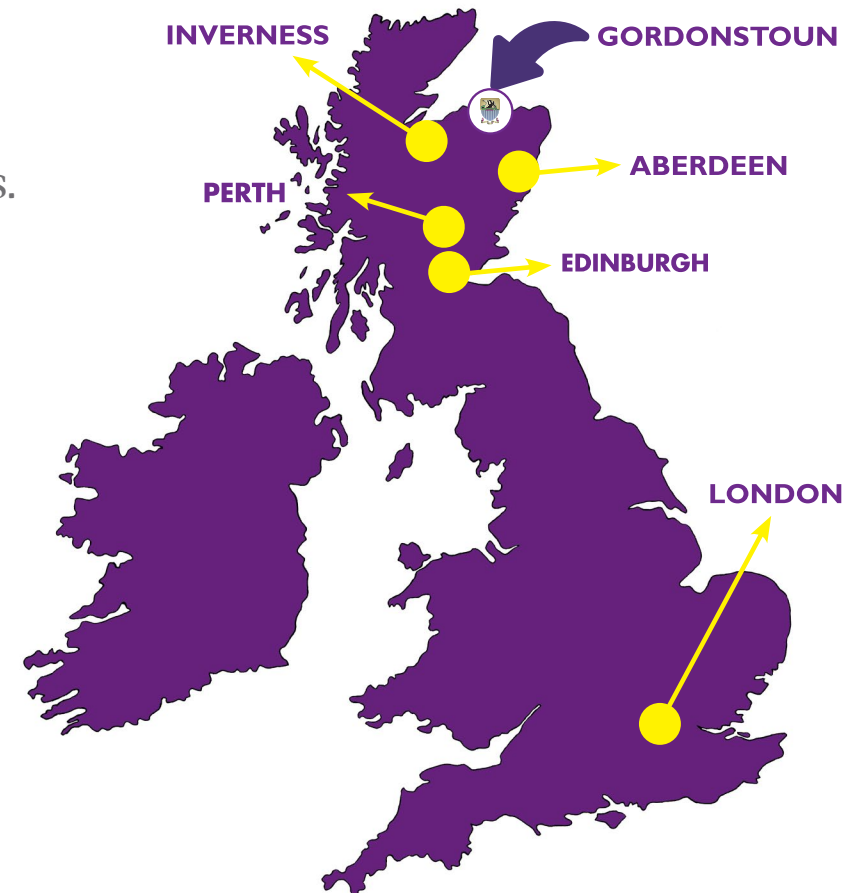 INVERNESS
GORDONSTOUN
ABERDEEN
s.
PERTH
EDINBURGH
LONDON